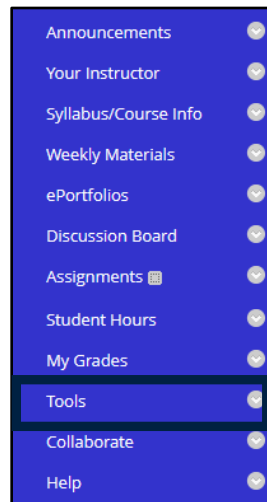 Announcements
Your Instructor
Syllabus/Course Info
Weekly Materials
ePortfolios
Discussion Board
Assignments
Student Hours
My Grades
Tools
Collaborate
Help